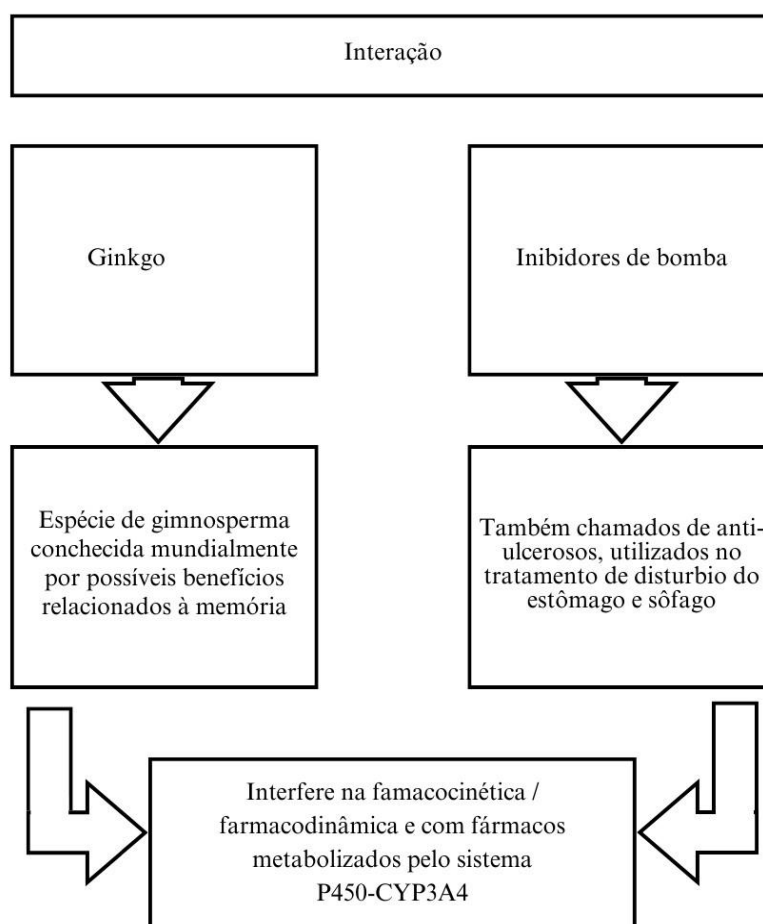 Interação
Ginkgo
Inibidores de bomba
Espécie de gimnosperma
conchecida mundialmente
por possíveis benefícios
relacionados à memória
Também chamados de anti-
ulcerosos, utilizados no
tratamento de disturbio do
estômago e sôfago
Interfere na famacocinética /
farmacodinâmica e com fármacos
metabolizados pelo sistema
P450-CYP3A4